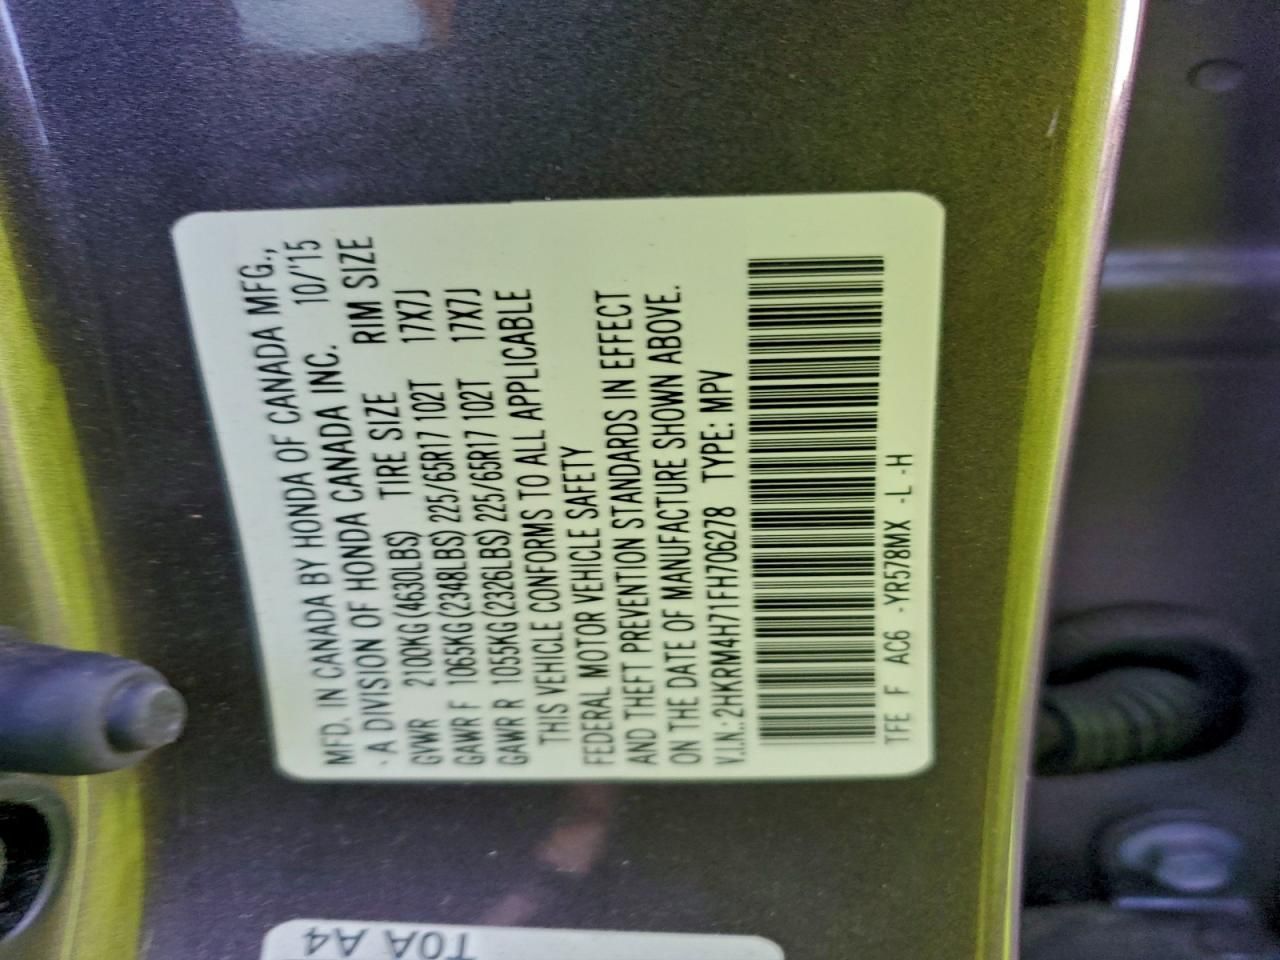 MFD. IN CANADA BY HONDA OF CANADA MFG.,
- A DIVISION OF HONDA CANADA INC. 10/'15
GVWR 2100KG (4630LBS) TIRE SIZE RIM SIZE
GAWR F 1065KG (2348LBS) 225/65R17 102T 17X7J
GAWR R 1055KG (2326LBS) 225/65R17 102T 17X7J
THIS VEHICLE CONFORMS TO ALL APPLICABLE
FEDERAL MOTOR VEHICLE SAFETY
AND THEFT PREVENTION STANDARDS IN EFFECT
ON THE DATE OF MANUFACTURE SHOWN ABOVE.
V.I.N.:2HKRM4H71FH706278 TYPE: MPV
TFE F AC6 -YR578MX -L -H
T0A A4